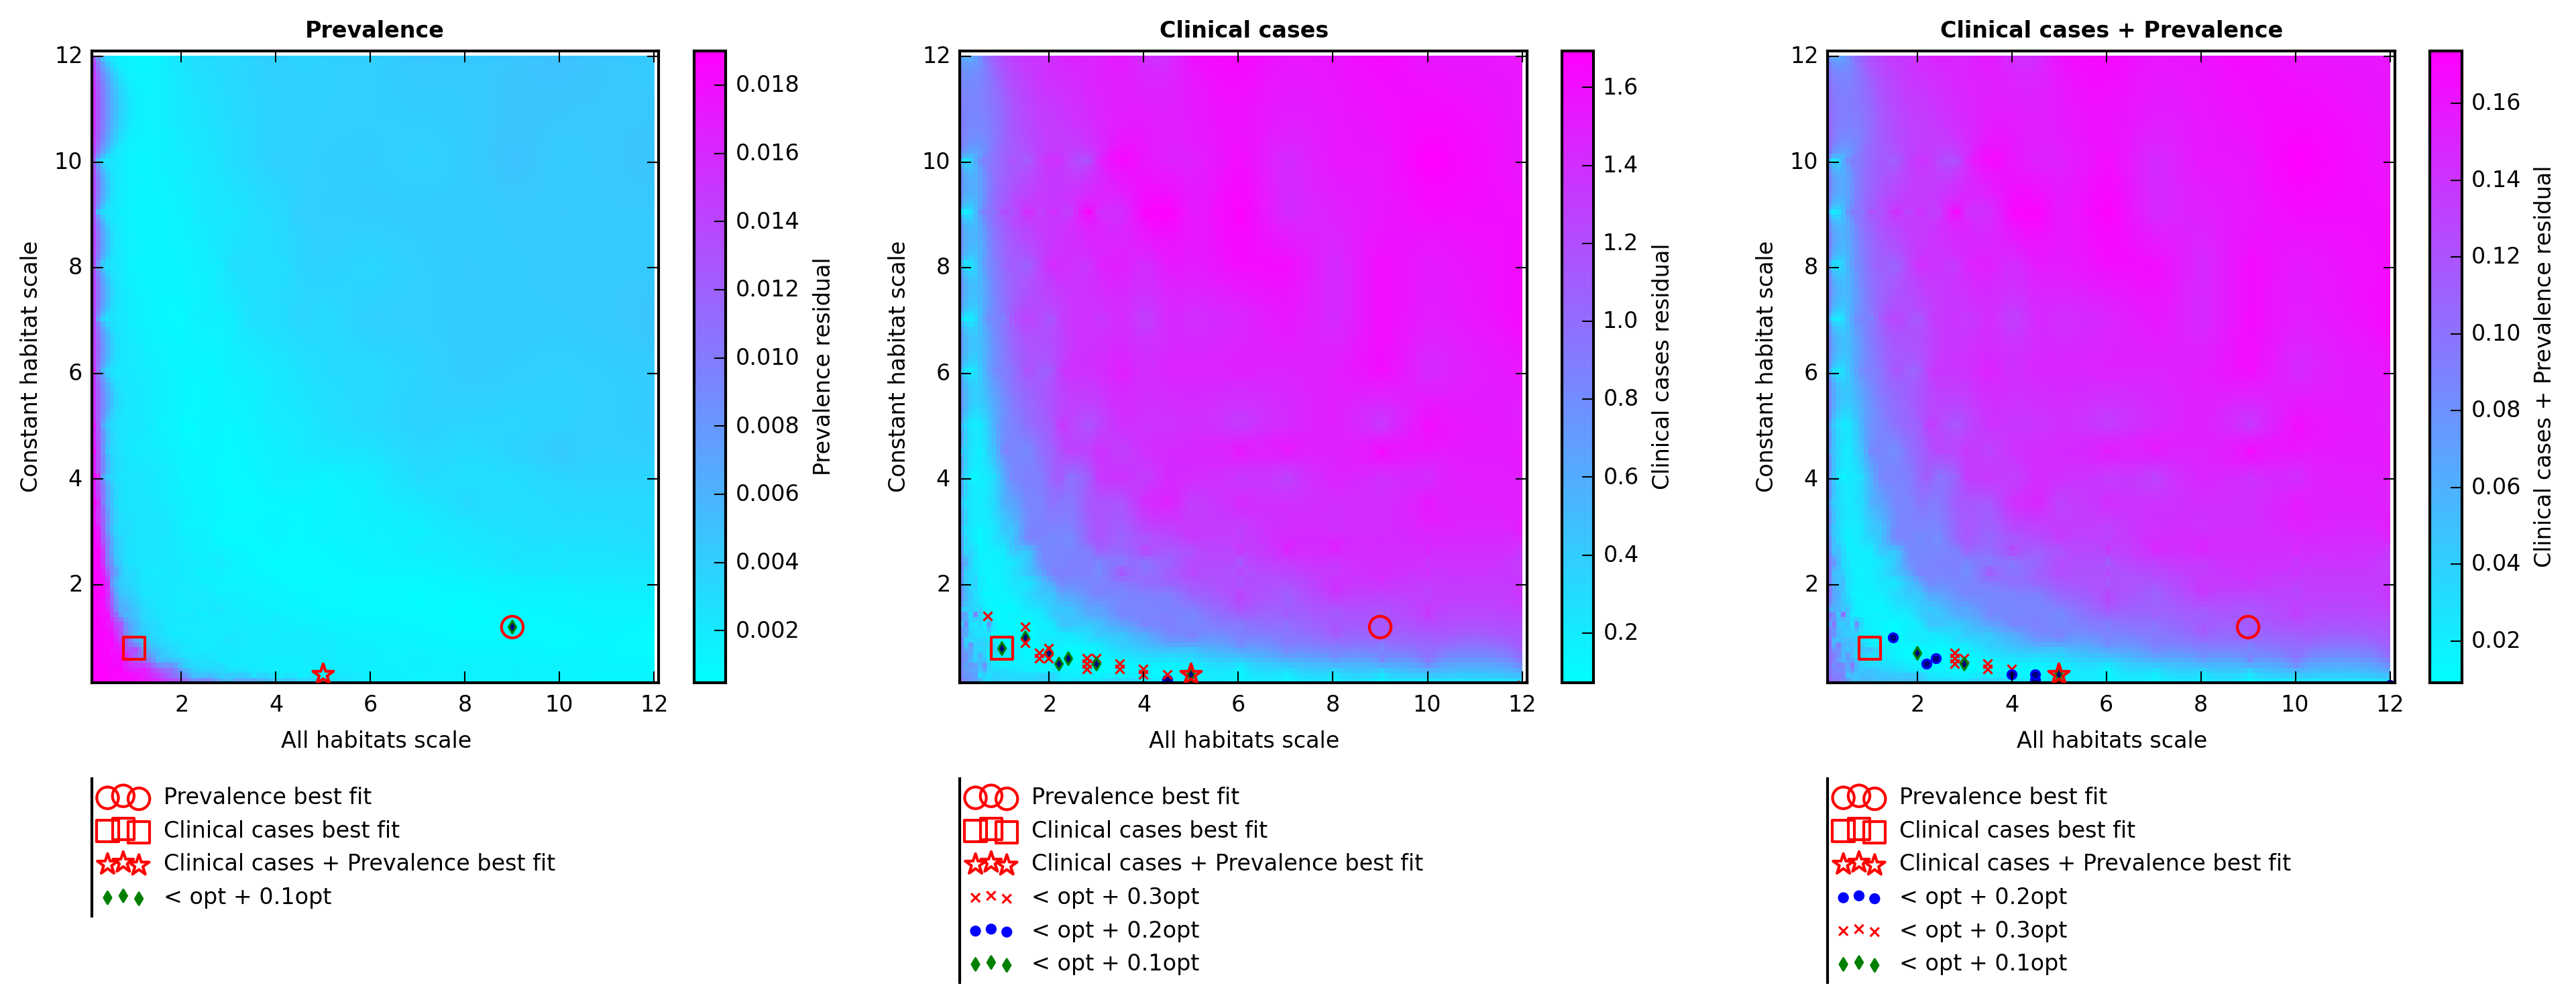 Prevalence
12
10
8
6
4
2
Constant habitat scale
2 4 6 8 10 12
All habitats scale
0.018
0.016
0.014
0.012
0.010
0.008
0.006
0.004
0.002
Prevalence residual
Prevalence best fit
Clinical cases best fit
Clinical cases + Prevalence best fit
< opt + 0.1opt
Clinical cases
12
10
8
6
4
2
Constant habitat scale
2 4 6 8 10 12
All habitats scale
1.6
1.4
1.2
1.0
0.8
0.6
0.4
0.2
Clinical cases residual
Prevalence best fit
Clinical cases best fit
Clinical cases + Prevalence best fit
< opt + 0.3opt
< opt + 0.2opt
< opt + 0.1opt
Clinical cases + Prevalence
12
10
8
6
4
2
Constant habitat scale
2 4 6 8 10 12
All habitats scale
0.16
0.14
0.12
0.10
0.08
0.06
0.04
0.02
Clinical cases + Prevalence residual
Prevalence best fit
Clinical cases best fit
Clinical cases + Prevalence best fit
< opt + 0.2opt
< opt + 0.3opt
< opt + 0.1opt